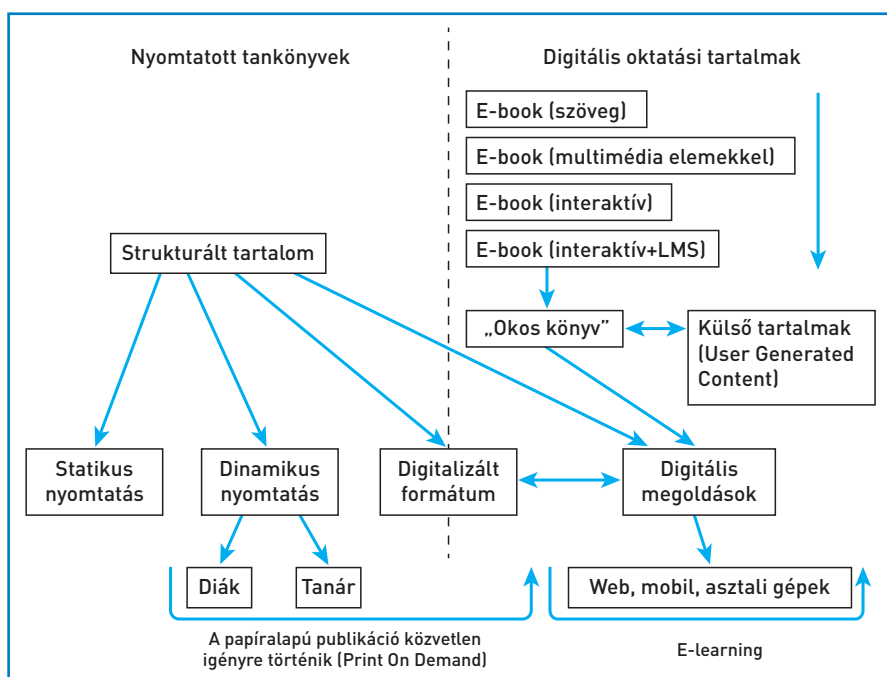 Nyomtatott tankönyvek
Digitális oktatási tartalmak
E-book (szöveg)
E-book (multimédia elemekkel)
E-book (interaktív)
E-book (interaktív+LMS)
Strukturált tartalom
„Okos könyv”
Külső tartalmak
(User Generated
Content)
Statikus
nyomtatás
Dinamikus
nyomtatás
Digitalizált
formátum
Digitális
megoldások
Diák
Tanár
Web, mobil, asztali gépek
A papíralapú publikáció közvetlen
igényre történik (Print On Demand)
E-learning